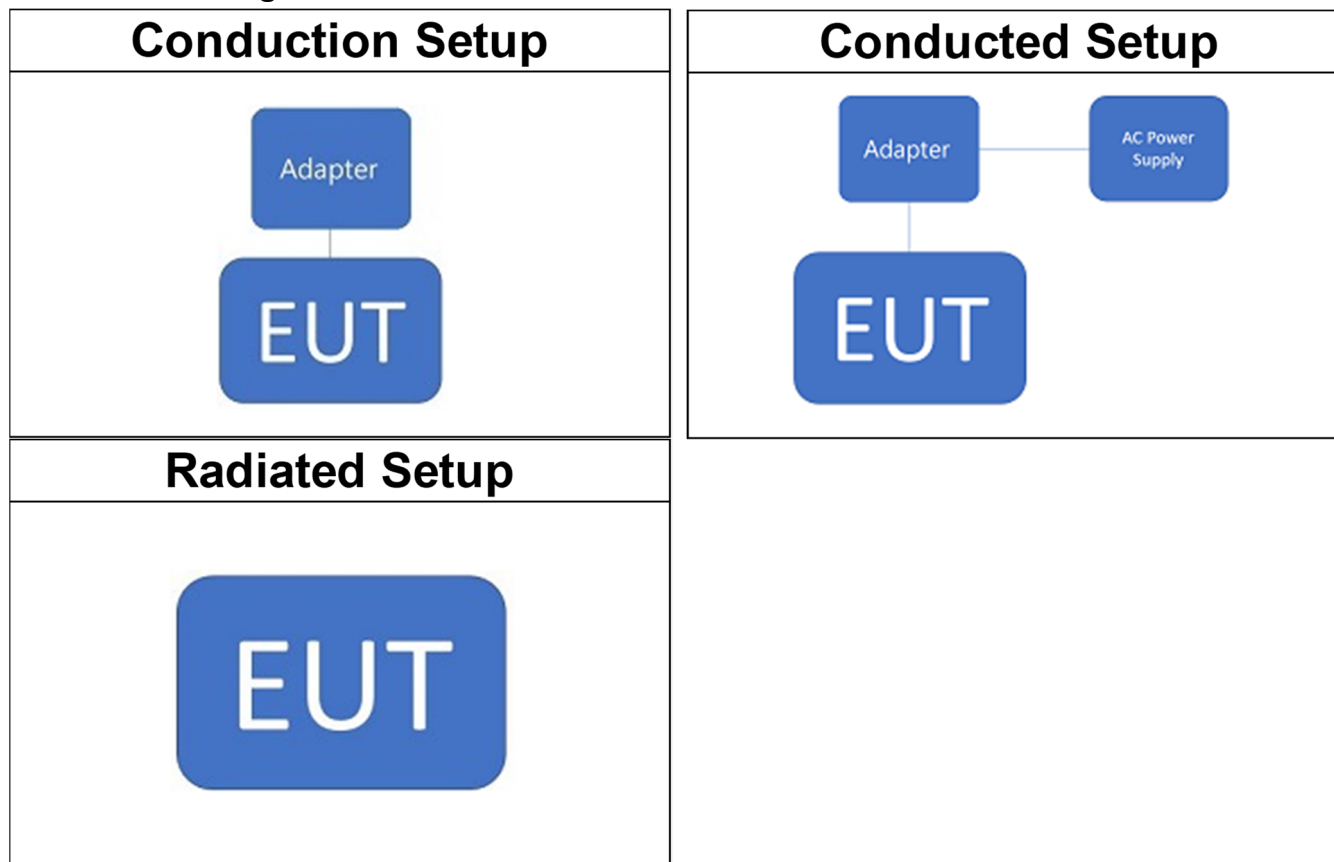 Conduction Setup
Adapter
EUT
Conducted Setup
Adapter
AC Power
Supply
EUT
Radiated Setup
EUT